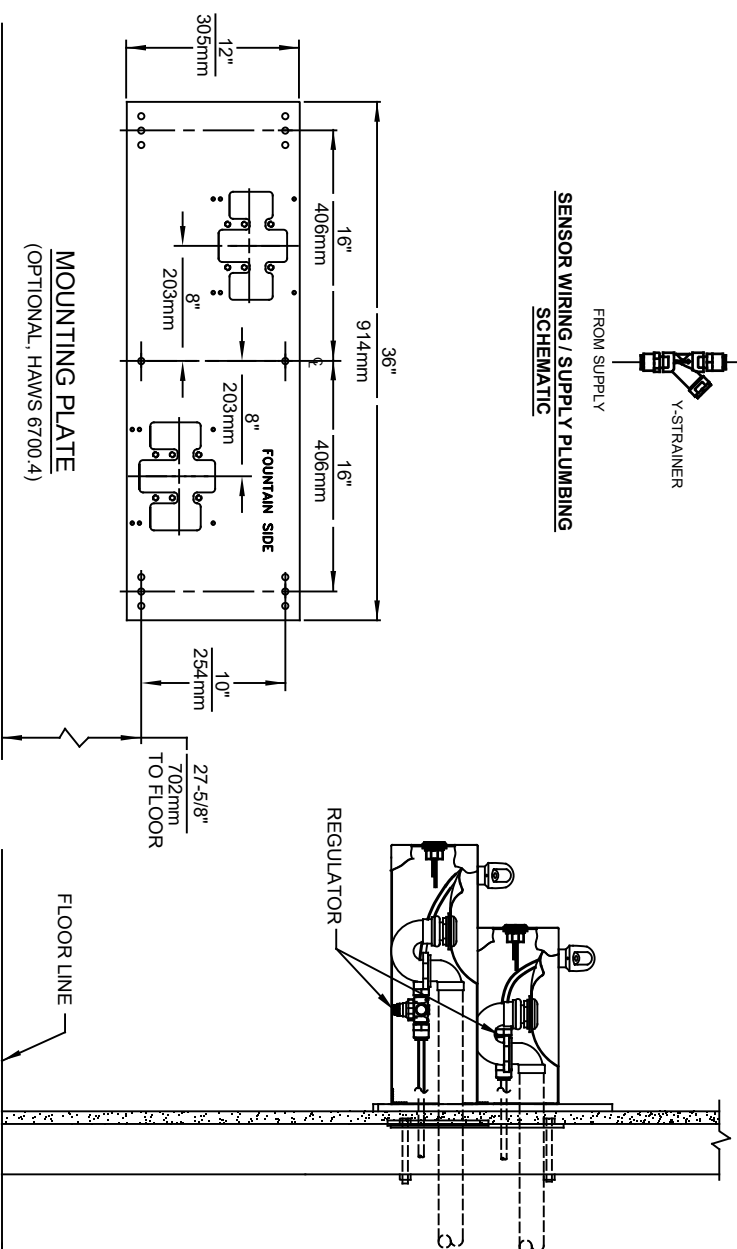 FROM SUPPLY
Y-STRAINER
SENSOR WIRING / SUPPLY PLUMBING
SCHEMATIC
36"
914mm
16"
406mm
16"
406mm
℄
8"
203mm
8"
203mm
12"
305mm
FOUNTAIN SIDE
10"
254mm
27-5/8"
702mm
TO FLOOR
MOUNTING PLATE
(OPTIONAL, HAWS 6700.4)
REGULATOR
FLOOR LINE